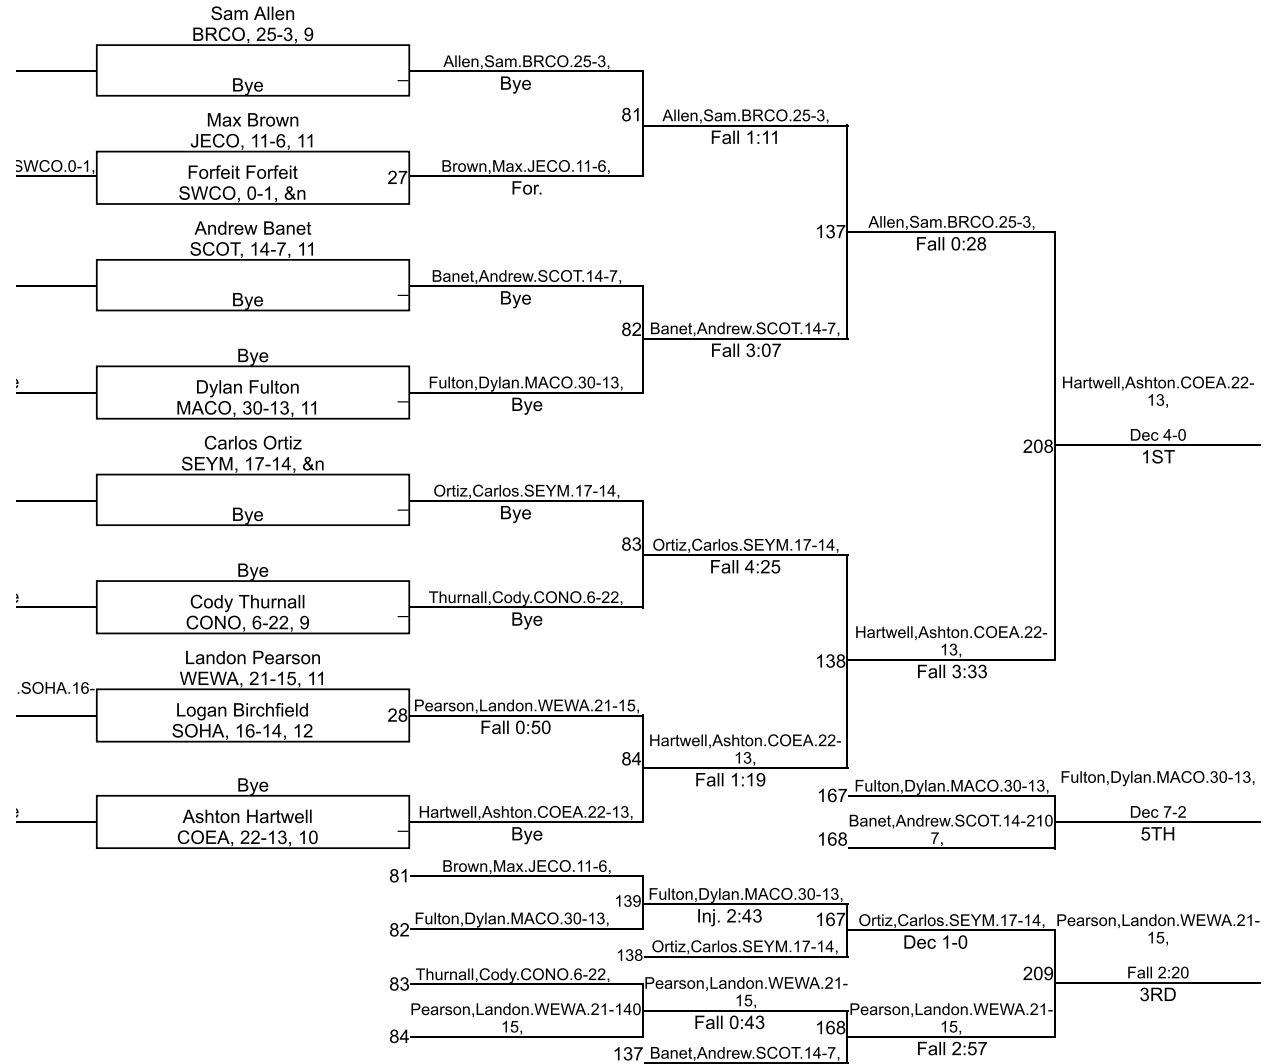 Sam Allen
BRCO, 25-3, 9
Allen,Sam.BRCO.25-3,
Bye
Bye
Max Brown
JECO, 11-6, 11
81
Allen,Sam.BRCO.25-3,
Fall 1:11
SWCO.0-1,
Forfeit Forfeit
SWCO, 0-1, &n
27
Brown,Max.JECO.11-6,
For.
Andrew Banet
SCOT, 14-7, 11
137
Allen,Sam.BRCO.25-3,
Fall 0:28
Banet,Andrew.SCOT.14-7,
Bye
Bye
82
Banet,Andrew.SCOT.14-7,
Fall 3:07
Bye
Dylan Fulton
MACO, 30-13, 11
Fulton,Dylan.MACO.30-13,
Bye
Hartwell,Ashton.COEA.22-
13,
Dec 4-0
1ST
208
Carlos Ortiz
SEYM, 17-14, &n
Ortiz,Carlos.SEYM.17-14,
Bye
Bye
83
Ortiz,Carlos.SEYM.17-14,
Fall 4:25
Bye
Cody Thurnall
CONO, 6-22, 9
Thurnall,Cody.CONO.6-22,
Bye
Hartwell,Ashton.COEA.22-
13,
138
Fall 3:33
Landon Pearson
WEWA, 21-15, 11
.SOHA.16-
Logan Birchfield
SOHA, 16-14, 12
28
Pearson,Landon.WEWA.21-15,
Fall 0:50
84
Hartwell,Ashton.COEA.22-
13,
Fall 1:19
Bye
Ashton Hartwell
COEA, 22-13, 10
Hartwell,Ashton.COEA.22-13,
Bye
167
Fulton,Dylan.MACO.30-13,
Fulton,Dylan.MACO.30-13,
Banet,Andrew.SCOT.14-210
7,
168
Dec 7-2
5TH
81
Brown,Max.JECO.11-6,
139
Fulton,Dylan.MACO.30-13,
Inj. 2:43
82
Fulton,Dylan.MACO.30-13,
167
Ortiz,Carlos.SEYM.17-14,
Dec 1-0
138
Ortiz,Carlos.SEYM.17-14,
Pearson,Landon.WEWA.21-
15,
209
Fall 2:20
3RD
83
Thurnall,Cody.CONO.6-22,
Pearson,Landon.WEWA.21-
15,
Fall 0:43
Pearson,Landon.WEWA.21-140
15,
84
168
Pearson,Landon.WEWA.21-
15,
Fall 2:57
137
Banet,Andrew.SCOT.14-7,